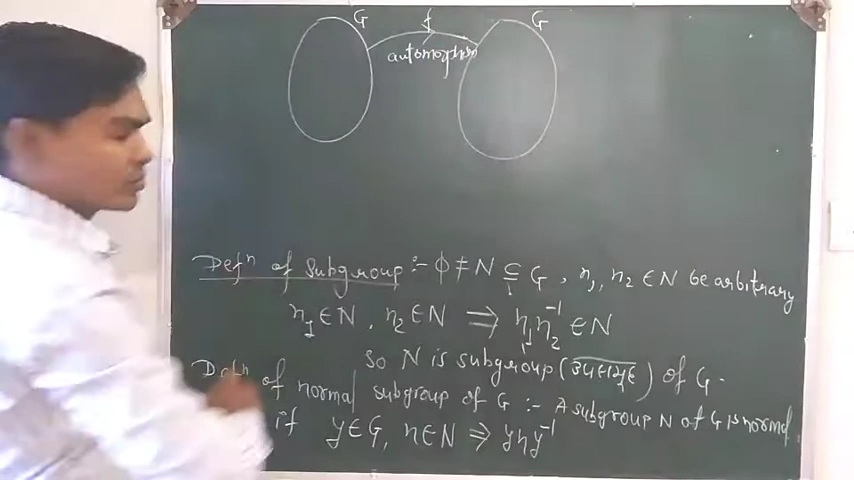 G f G
automorphism
Defⁿ of subgroup :- ϕ ≠ N ⊆ G , n₁, n₂ ∈ N be arbitrary
n₁ ∈ N , n₂ ∈ N ⇒ n₁n₂⁻¹ ∈ N
so N is subgroup (उपसमूह) of G.
Defⁿ of normal subgroup of G :- A subgroup N of G is normal
if y ∈ G, n ∈ N ⇒ yny⁻¹